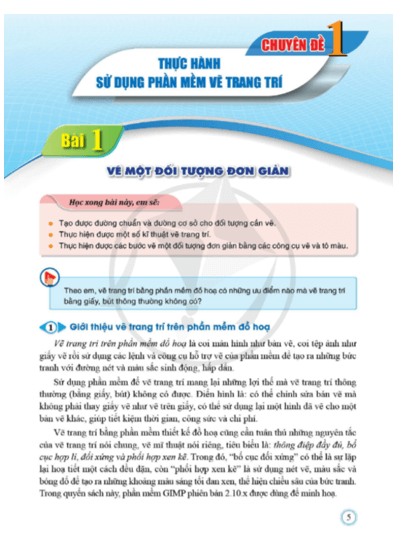 CHUYÊN ĐỀ 1
THỰC HÀNH
SỬ DỤNG PHẦN MỀM VẼ TRANG TRÍ
Bài 1
VẼ MỘT ĐỐI TƯỢNG ĐƠN GIẢN
Học xong bài này, em sẽ:
Tạo được đường chuẩn và đường cơ sở cho đối tượng cần vẽ.
Thực hiện được một số kĩ thuật vẽ trang trí.
Thực hiện được các bước vẽ một đối tượng đơn giản bằng các công cụ vẽ và tô màu.
Theo em, vẽ trang trí bằng phần mềm đồ hoạ có những ưu điểm nào mà vẽ trang trí
bằng giấy, bút thông thường không có?
1 Giới thiệu vẽ trang trí trên phần mềm đồ hoạ
Vẽ trang trí trên phần mềm đồ hoạ là coi màn hình như bản vẽ, coi tệp ảnh như
giấy vẽ rồi sử dụng các lệnh và công cụ hỗ trợ vẽ của phần mềm để tạo ra những bức
tranh với đường nét và màu sắc sinh động, hấp dẫn.
Sử dụng phần mềm để vẽ trang trí mang lại những lợi thế mà vẽ trang trí thông
thường (bằng giấy, bút) không có được. Điển hình là: có thể chỉnh sửa bản vẽ mà
không phải thay giấy vẽ như vẽ trên giấy, có thể sử dụng lại một hình đã vẽ cho một
bản vẽ khác, giúp tiết kiệm thời gian, công sức và chi phí.
Vẽ trang trí bằng phần mềm thiết kế đồ hoạ cũng cần tuân thủ những nguyên tắc
của vẽ trang trí nói chung, vẽ mĩ thuật nói riêng, tiêu biểu là: thông điệp đầy đủ, bố
cục hợp lí, đối xứng và phối hợp xen kẽ. Trong đó, “bố cục đối xứng” có thể là sự lặp
lại hoạ tiết một cách đều đặn, còn “phối hợp xen kẽ” là sử dụng nét vẽ, màu sắc và
bóng đổ để tạo ra những khoảng sáng tối đan xen, thể hiện chiều sâu của bức tranh.
Trong quyển sách này, phần mềm GIMP phiên bản 2.10.x được dùng để minh hoạ.
5